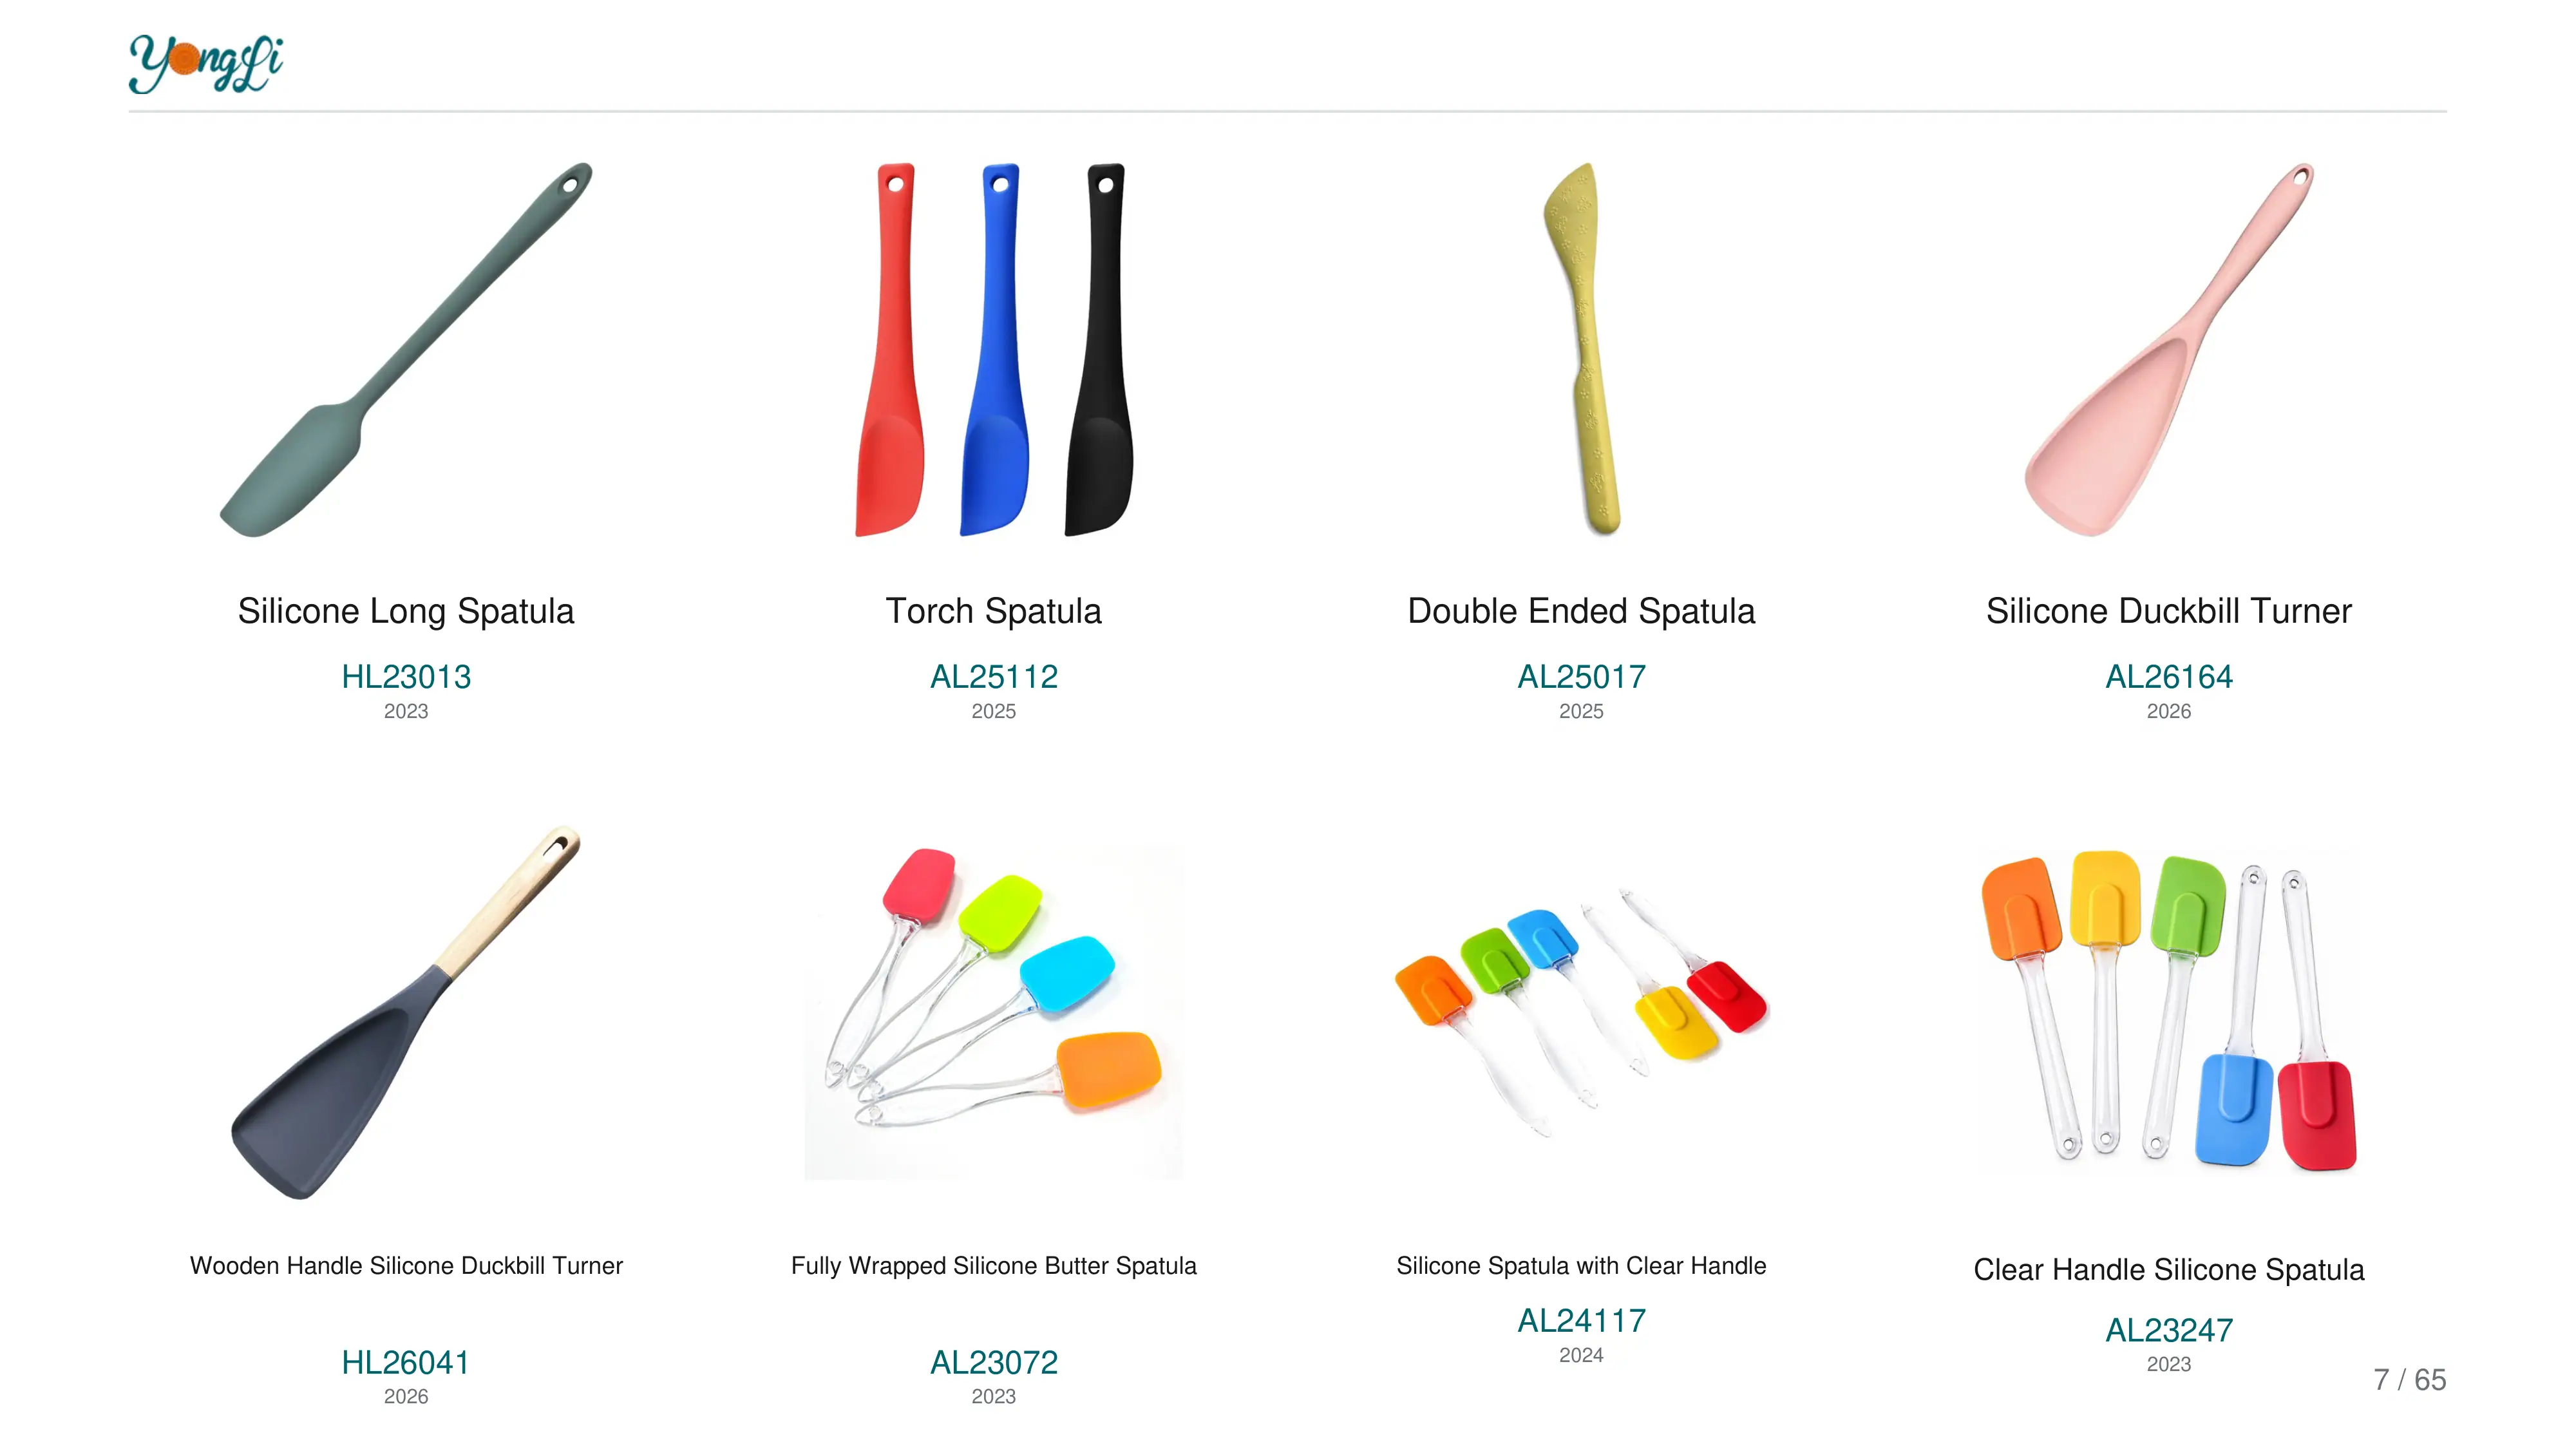 YongLi
Silicone Long Spatula
HL23013
2023
Torch Spatula
AL25112
2025
Double Ended Spatula
AL25017
2025
Silicone Duckbill Turner
AL26164
2026
Wooden Handle Silicone Duckbill Turner
HL26041
2026
Fully Wrapped Silicone Butter Spatula
AL23072
2023
Silicone Spatula with Clear Handle
AL24117
2024
Clear Handle Silicone Spatula
AL23247
2023
7 / 65